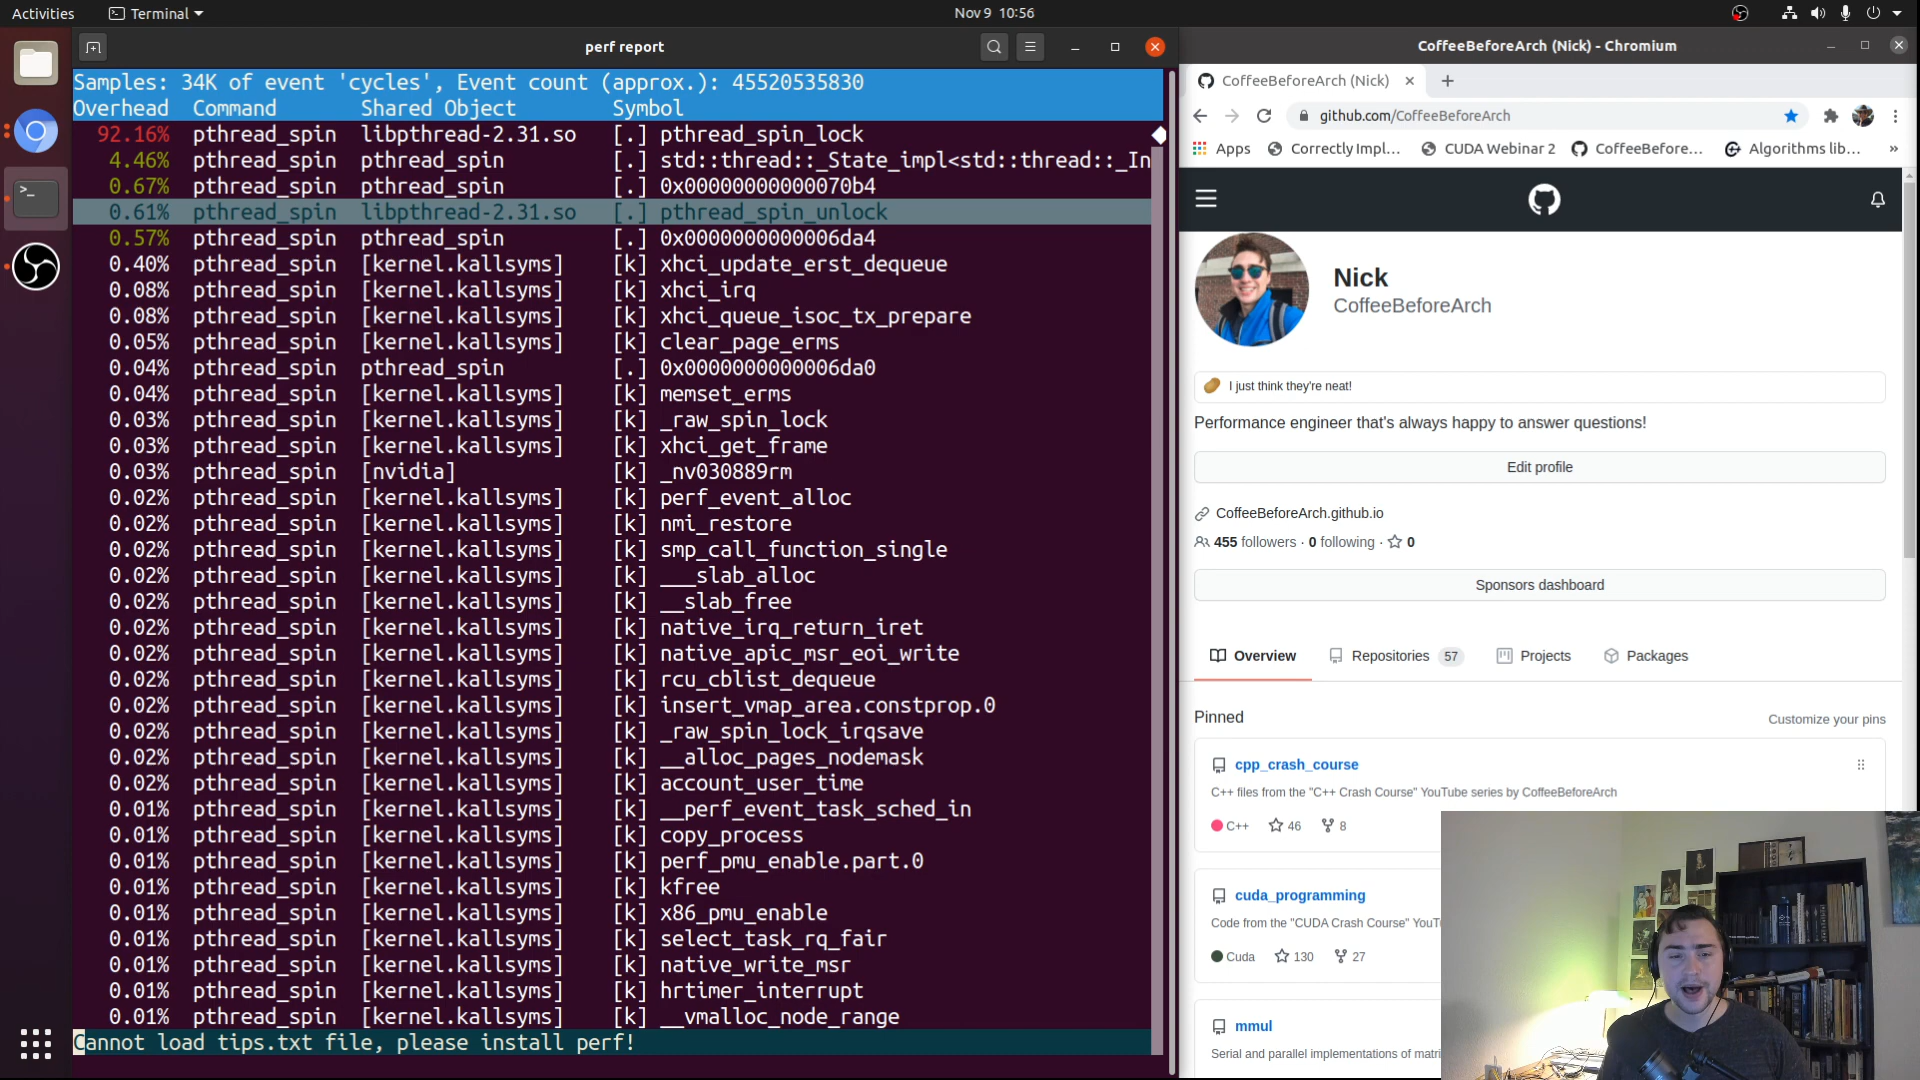 Activities
Terminal
Nov 9 10:56
perf report
Samples: 34K of event 'cycles', Event count (approx.): 45520535830
Overhead Command Shared Object Symbol
92.16% pthread_spin libpthread-2.31.so [.] pthread_spin_lock
4.46% pthread_spin pthread_spin [.] std::thread::_State_impl<std::thread::_In
0.67% pthread_spin pthread_spin [.] 0x00000000000070b4
0.61% pthread_spin libpthread-2.31.so [.] pthread_spin_unlock
0.57% pthread_spin pthread_spin [.] 0x0000000000006da4
0.40% pthread_spin [kernel.kallsyms] [k] xhci_update_erst_dequeue
0.08% pthread_spin [kernel.kallsyms] [k] xhci_irq
0.08% pthread_spin [kernel.kallsyms] [k] xhci_queue_isoc_tx_prepare
0.05% pthread_spin [kernel.kallsyms] [k] clear_page_erms
0.04% pthread_spin pthread_spin [.] 0x0000000000006da0
0.04% pthread_spin [kernel.kallsyms] [k] memset_erms
0.03% pthread_spin [kernel.kallsyms] [k] _raw_spin_lock
0.03% pthread_spin [kernel.kallsyms] [k] xhci_get_frame
0.03% pthread_spin [nvidia] [k] _nv030889rm
0.02% pthread_spin [kernel.kallsyms] [k] perf_event_alloc
0.02% pthread_spin [kernel.kallsyms] [k] nmi_restore
0.02% pthread_spin [kernel.kallsyms] [k] smp_call_function_single
0.02% pthread_spin [kernel.kallsyms] [k] ___slab_alloc
0.02% pthread_spin [kernel.kallsyms] [k] __slab_free
0.02% pthread_spin [kernel.kallsyms] [k] native_irq_return_iret
0.02% pthread_spin [kernel.kallsyms] [k] native_apic_msr_eoi_write
0.02% pthread_spin [kernel.kallsyms] [k] rcu_cblist_dequeue
0.02% pthread_spin [kernel.kallsyms] [k] insert_vmap_area.constprop.0
0.02% pthread_spin [kernel.kallsyms] [k] _raw_spin_lock_irqsave
0.02% pthread_spin [kernel.kallsyms] [k] __alloc_pages_nodemask
0.02% pthread_spin [kernel.kallsyms] [k] account_user_time
0.01% pthread_spin [kernel.kallsyms] [k] __perf_event_task_sched_in
0.01% pthread_spin [kernel.kallsyms] [k] copy_process
0.01% pthread_spin [kernel.kallsyms] [k] perf_pmu_enable.part.0
0.01% pthread_spin [kernel.kallsyms] [k] kfree
0.01% pthread_spin [kernel.kallsyms] [k] x86_pmu_enable
0.01% pthread_spin [kernel.kallsyms] [k] select_task_rq_fair
0.01% pthread_spin [kernel.kallsyms] [k] native_write_msr
0.01% pthread_spin [kernel.kallsyms] [k] hrtimer_interrupt
0.01% pthread_spin [kernel.kallsyms] [k] __vmalloc_node_range
Cannot load tips.txt file, please install perf!
CoffeeBeforeArch (Nick) - Chromium
CoffeeBeforeArch (Nick)
github.com/CoffeeBeforeArch
Apps Correctly Impl... CUDA Webinar 2 CoffeeBefore... Algorithms lib... »
Nick
CoffeeBeforeArch
I just think they're neat!
Performance engineer that's always happy to answer questions!
Edit profile
CoffeeBeforeArch.github.io
455 followers · 0 following · 0
Sponsors dashboard
Overview Repositories 57 Projects Packages
Pinned
Customize your pins
cpp_crash_course
C++ files from the "C++ Crash Course" YouTube series by CoffeeBeforeArch
C++ 46 8
cuda_programming
Code from the "CUDA Crash Course" YouT
Cuda 130 27
mmul
Serial and parallel implementations of matri